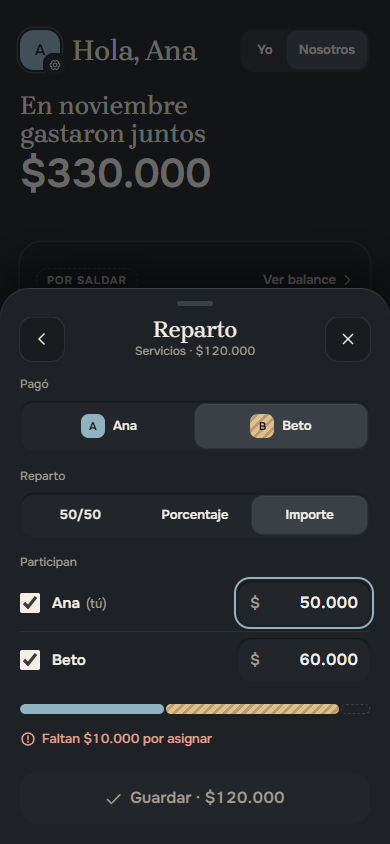 A
Hola, Ana
Yo
Nosotros
En noviembre
gastaron juntos
$330.000
POR SALDAR
Ver balance
Reparto
Servicios · $120.000
Pagó
A
Ana
B
Beto
Reparto
50/50
Porcentaje
Importe
Participan
Ana (tú)
$ 50.000
Beto
$ 60.000
Faltan $10.000 por asignar
Guardar · $120.000